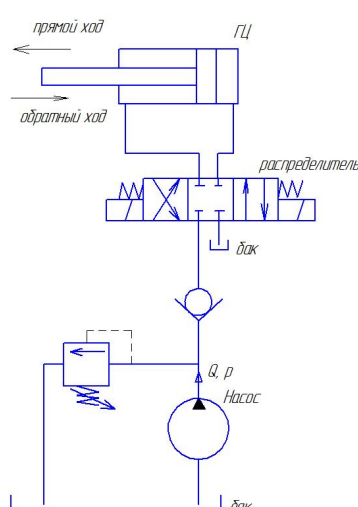 прямой ход
ГЦ
обратный ход
распределитель
бак
Q, p
Насос
бак